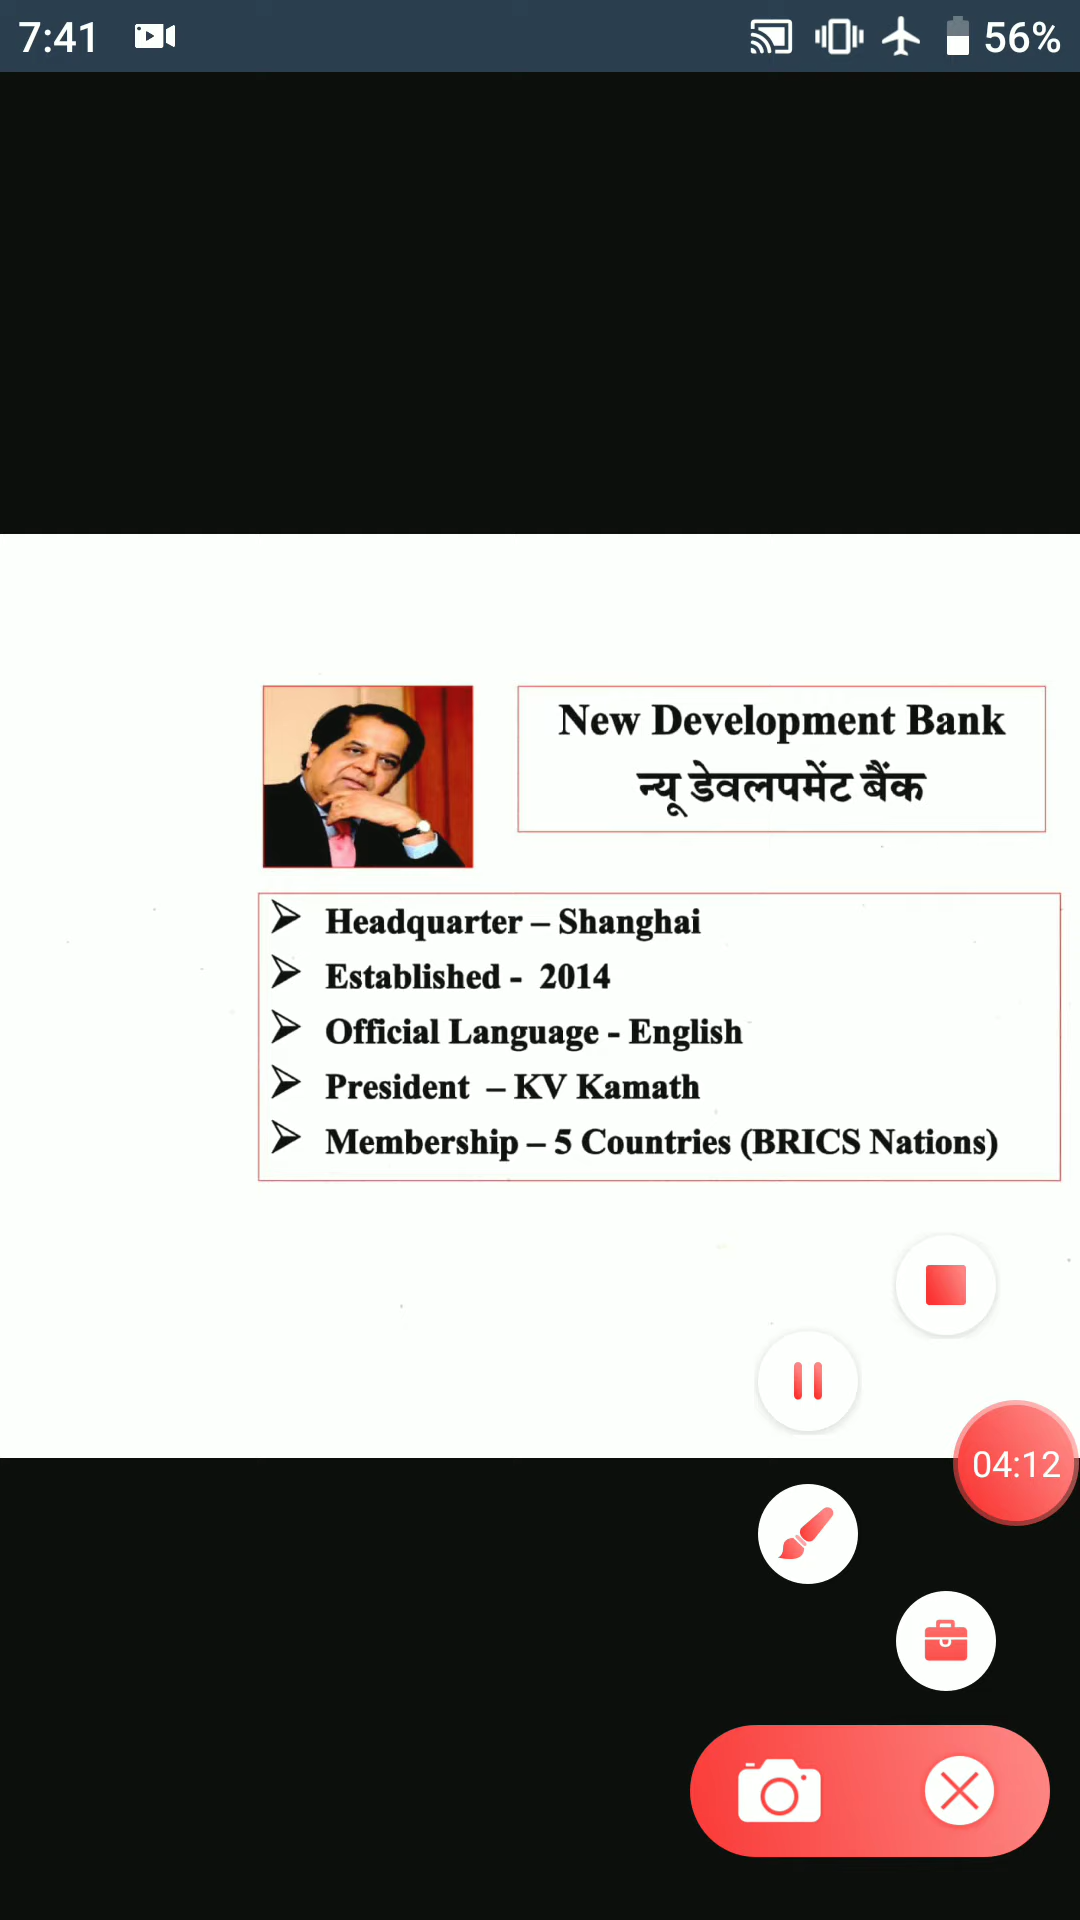 7:41
56%
New Development Bank
न्यू डेवलपमेंट बैंक
Headquarter – Shanghai
Established - 2014
Official Language - English
President – KV Kamath
Membership – 5 Countries (BRICS Nations)
04:12